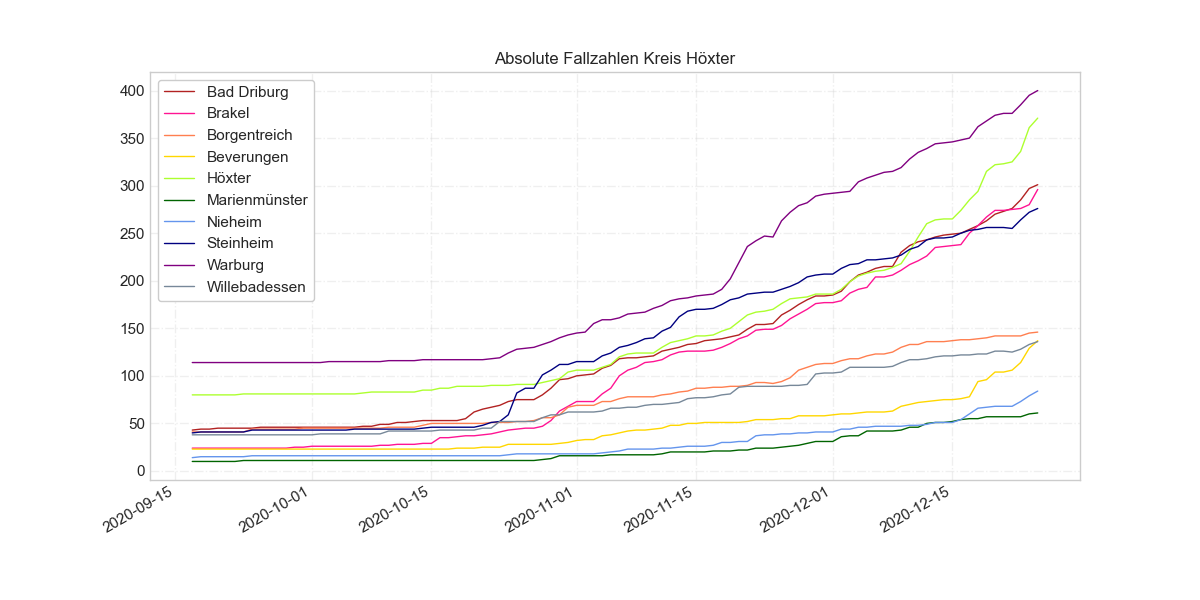 Absolute Fallzahlen Kreis Höxter
400
350
300
250
200
150
100
50
0
Bad Driburg
Brakel
Borgentreich
Beverungen
Höxter
Marienmünster
Nieheim
Steinheim
Warburg
Willebadessen
2020-09-15
2020-10-01
2020-10-15
2020-11-01
2020-11-15
2020-12-01
2020-12-15